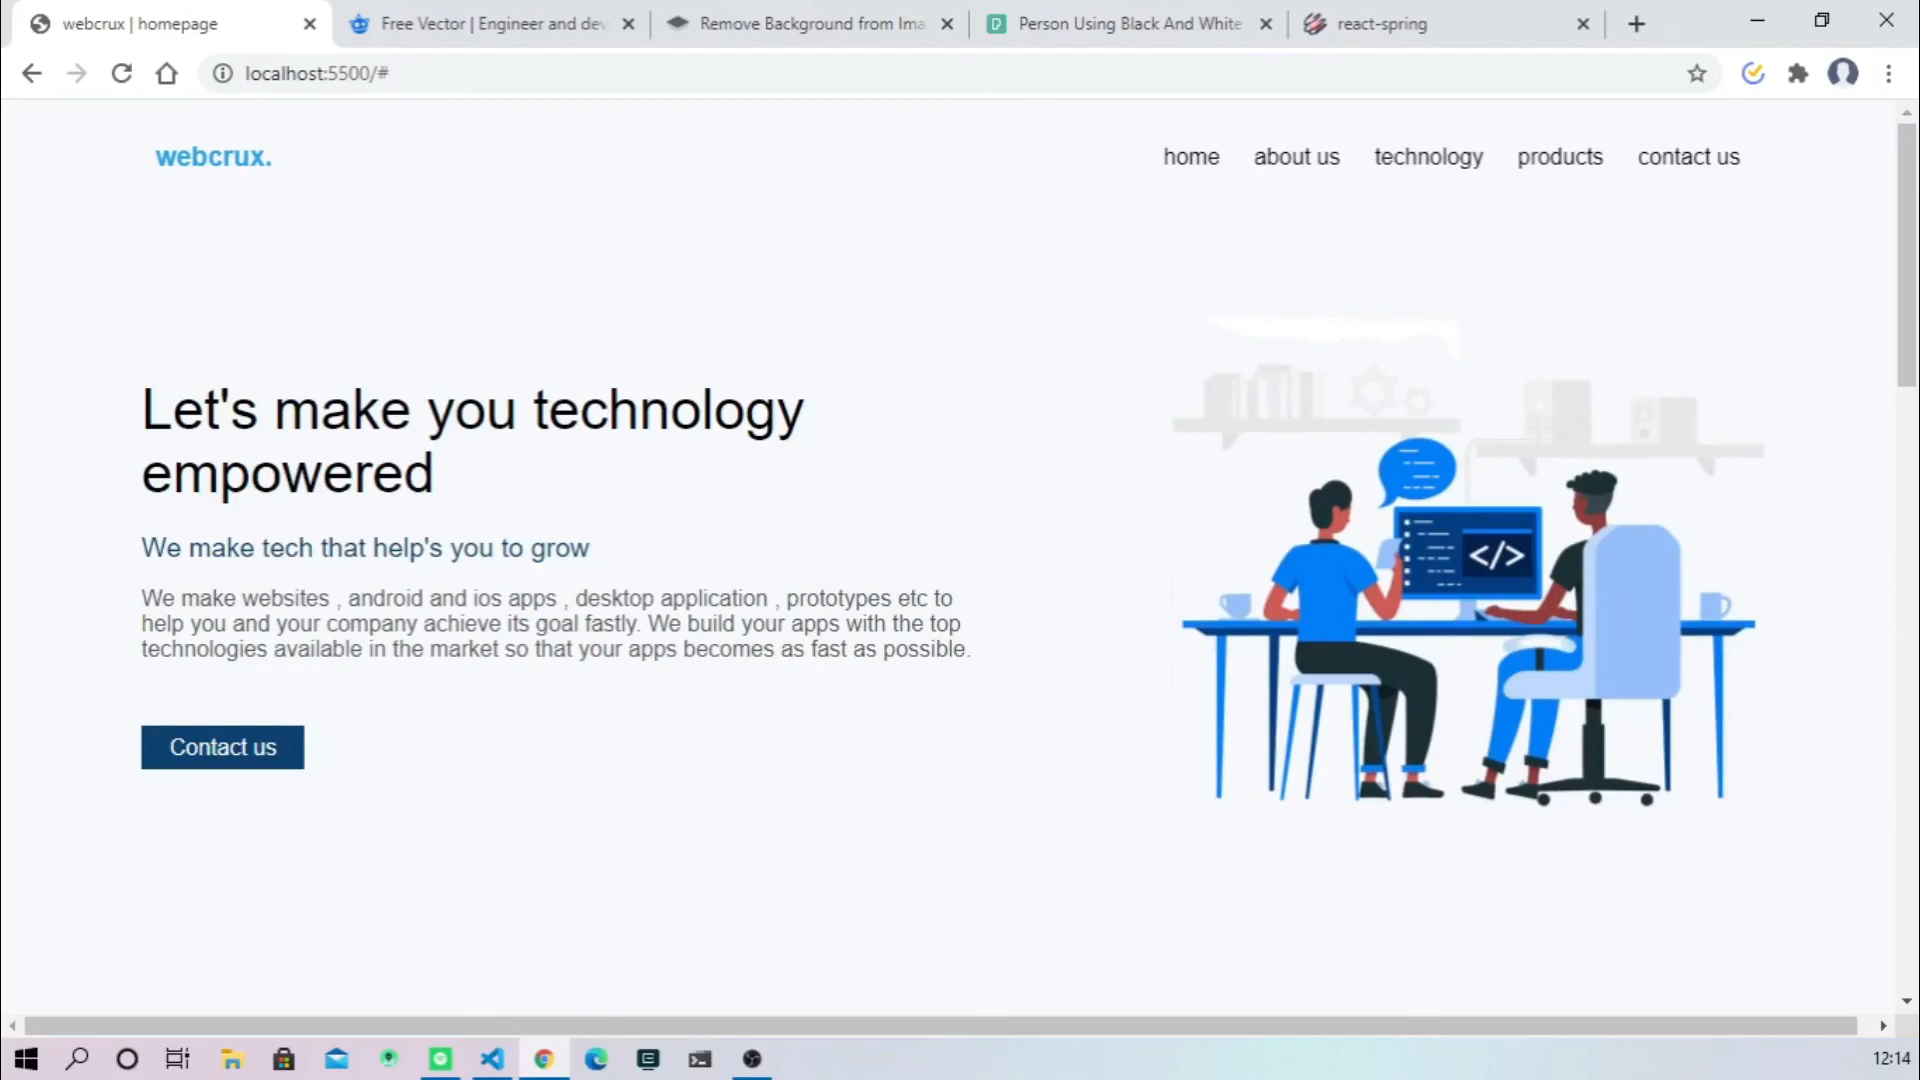 webcrux | homepage
Free Vector | Engineer and dev
Remove Background from Ima
Person Using Black And White
react-spring
localhost:5500/#
webcrux.
home
about us
technology
products
contact us
Let's make you technology
empowered
We make tech that help's you to grow
We make websites , android and ios apps , desktop application , prototypes etc to
help you and your company achieve its goal fastly. We build your apps with the top
technologies available in the market so that your apps becomes as fast as possible.
Contact us
</>
12:14